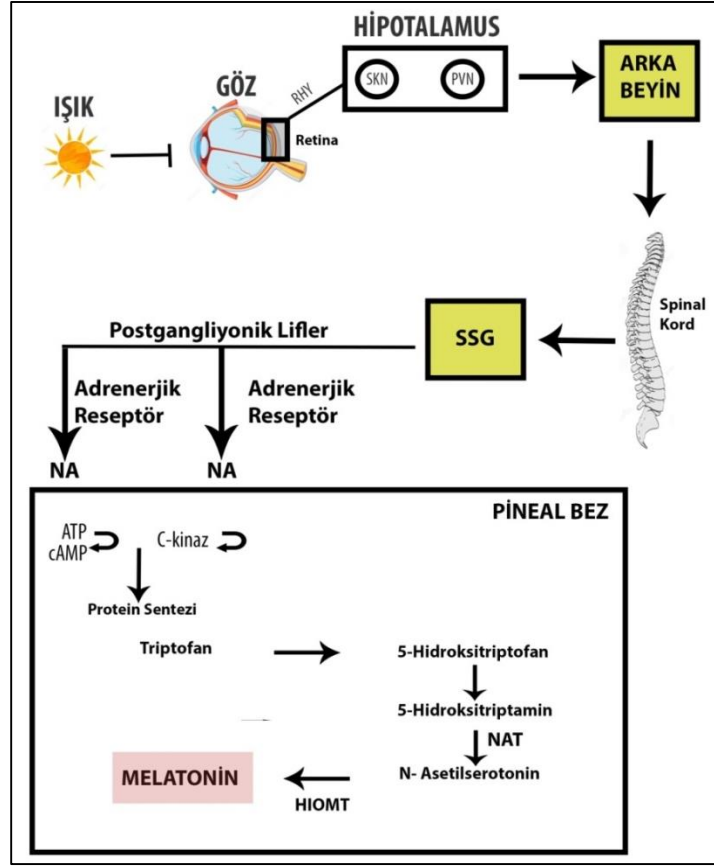 HİPOTALAMUS
SKN
PVN
ARKA
BEYİN
GÖZ
RHY
IŞIK
Retina
Spinal
Kord
SSG
Postgangliyonik Lifler
Adrenerjik
Reseptör
Adrenerjik
Reseptör
NA
NA
PİNEAL BEZ
ATP
cAMP
C-kinaz
Protein Sentezi
Triptofan
5-Hidroksitriptofan
5-Hidroksitriptamin
NAT
N- Asetilserotonin
MELATONİN
HIOMT